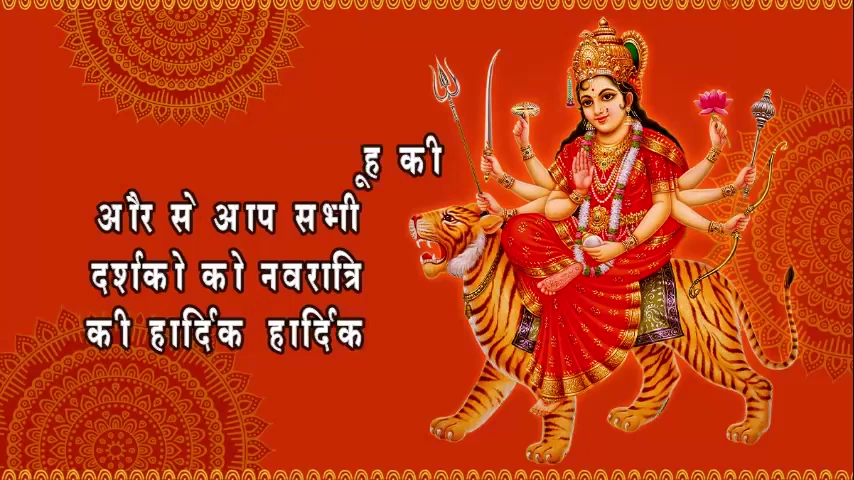 की
और से आप सभी
दर्शको को नवरात्रि
की हार्दिक हार्दिक